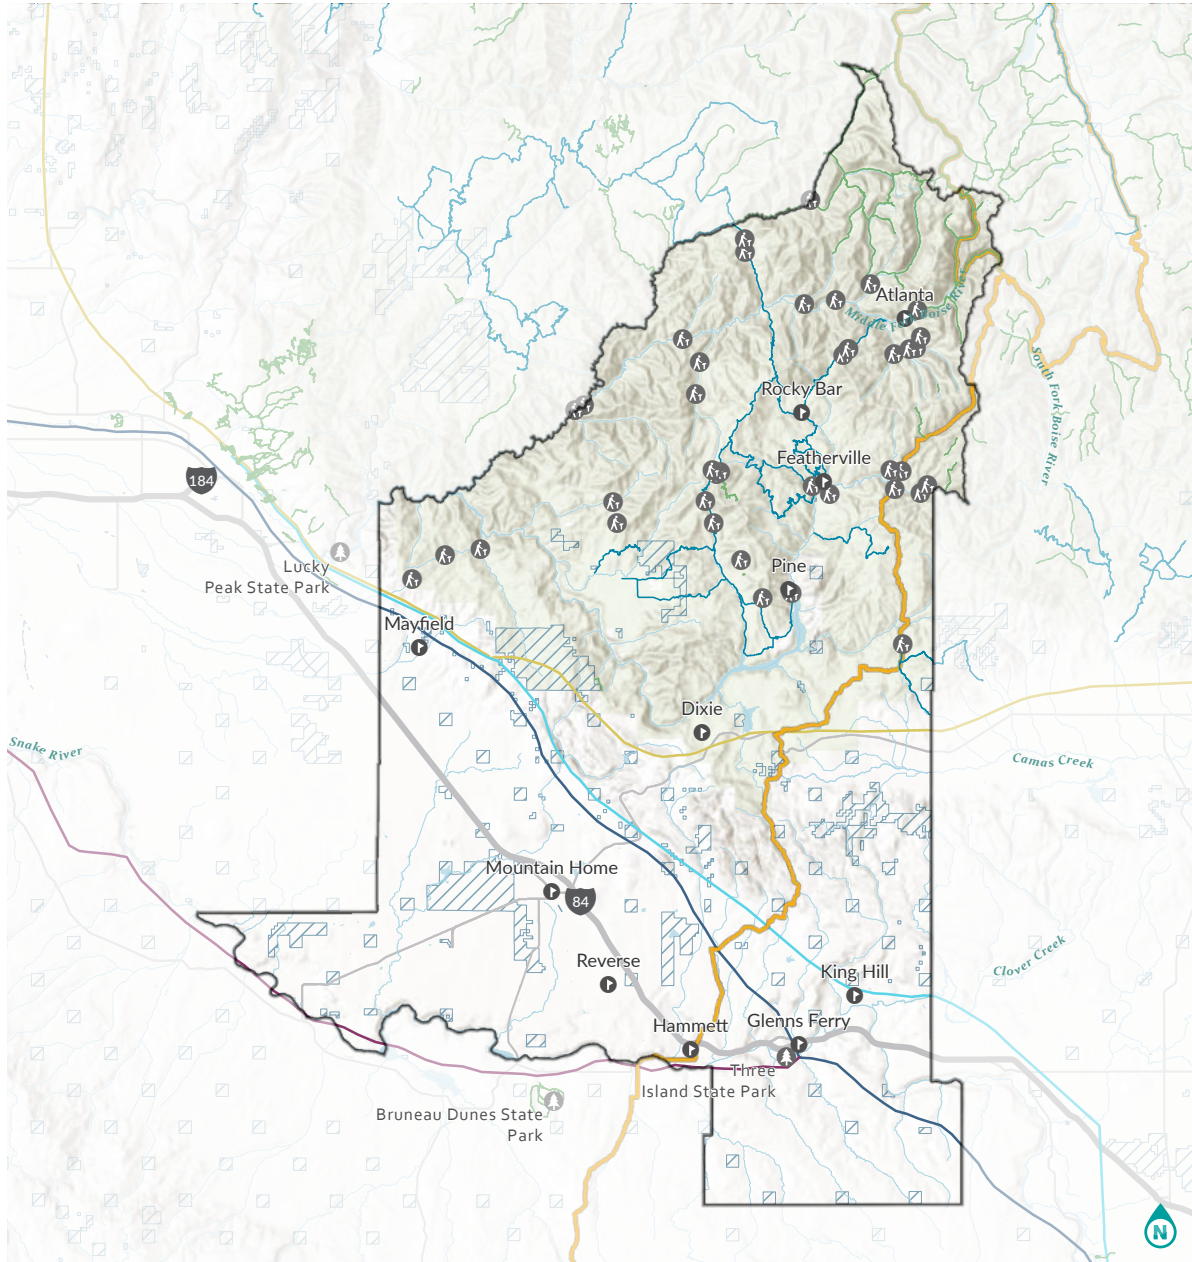 Atlanta
Middle Fork Boise River
South Fork Boise River
Rocky Bar
Featherville
184
Lucky
Peak State Park
Pine
Mayfield
Dixie
Snake River
Camas Creek
Mountain Home
84
Reverse
King Hill
Clover Creek
Hammett
Glenns Ferry
Three
Island State Park
Bruneau Dunes State
Park
N